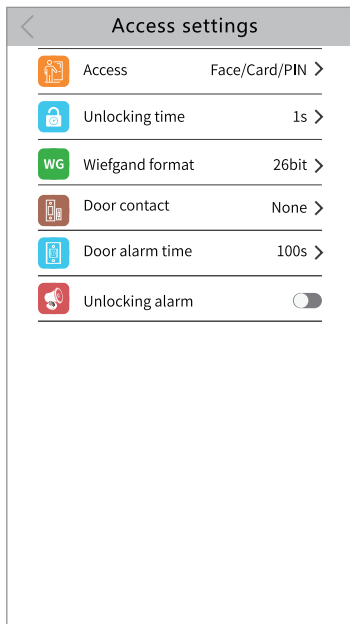 Access settings
Access Face/Card/PIN
Unlocking time 1s
WG Wiefgand format 26bit
Door contact None
Door alarm time 100s
Unlocking alarm